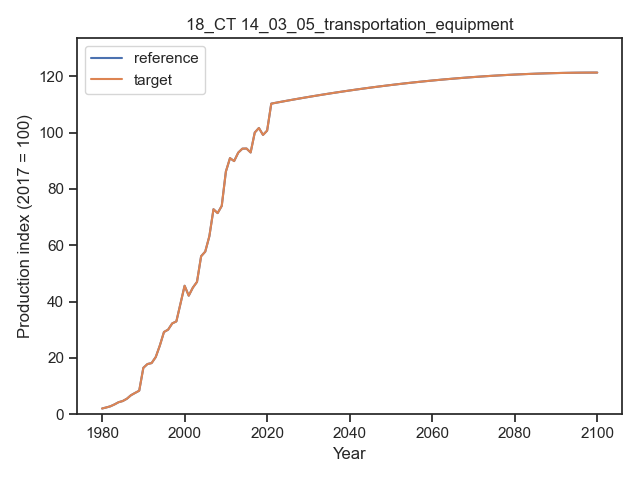 18_CT 14_03_05_transportation_equipment
reference
target
Production index (2017 = 100)
120
100
80
60
40
20
0
1980
2000
2020
2040
2060
2080
2100
Year